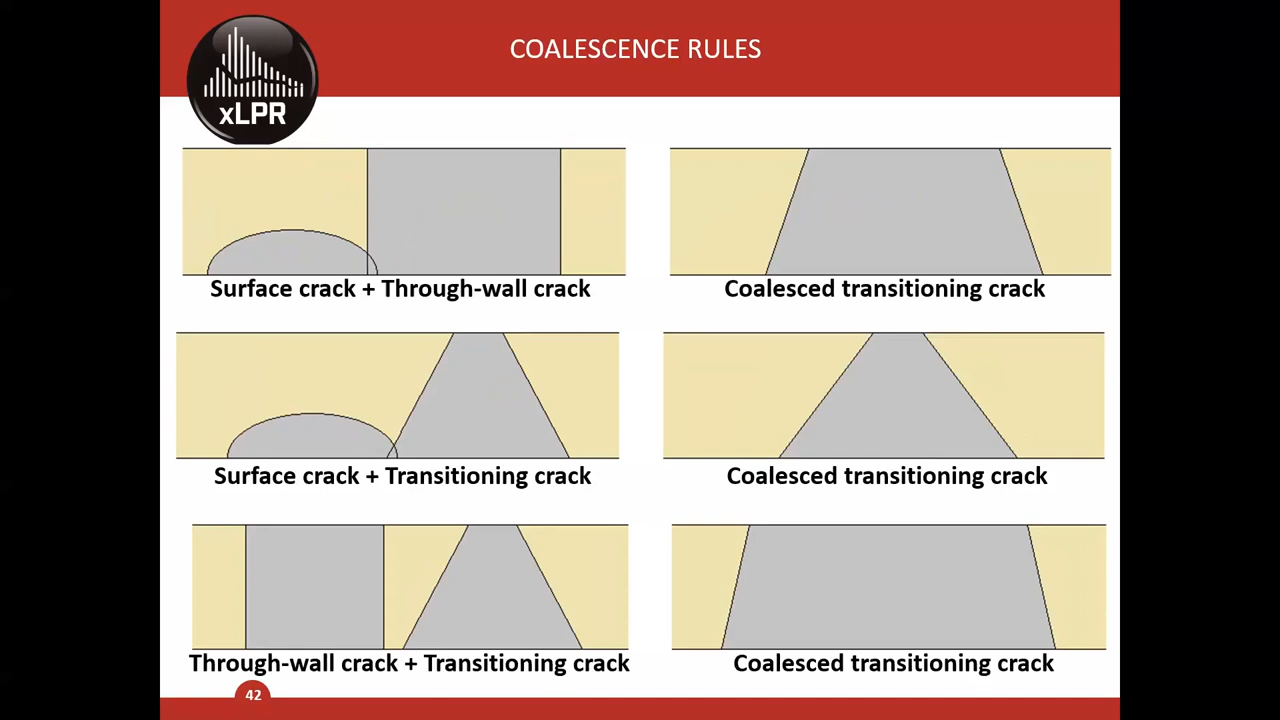 COALESCENCE RULES
xLPR
Surface crack + Through-wall crack
Coalesced transitioning crack
Surface crack + Transitioning crack
Coalesced transitioning crack
Through-wall crack + Transitioning crack
Coalesced transitioning crack
42